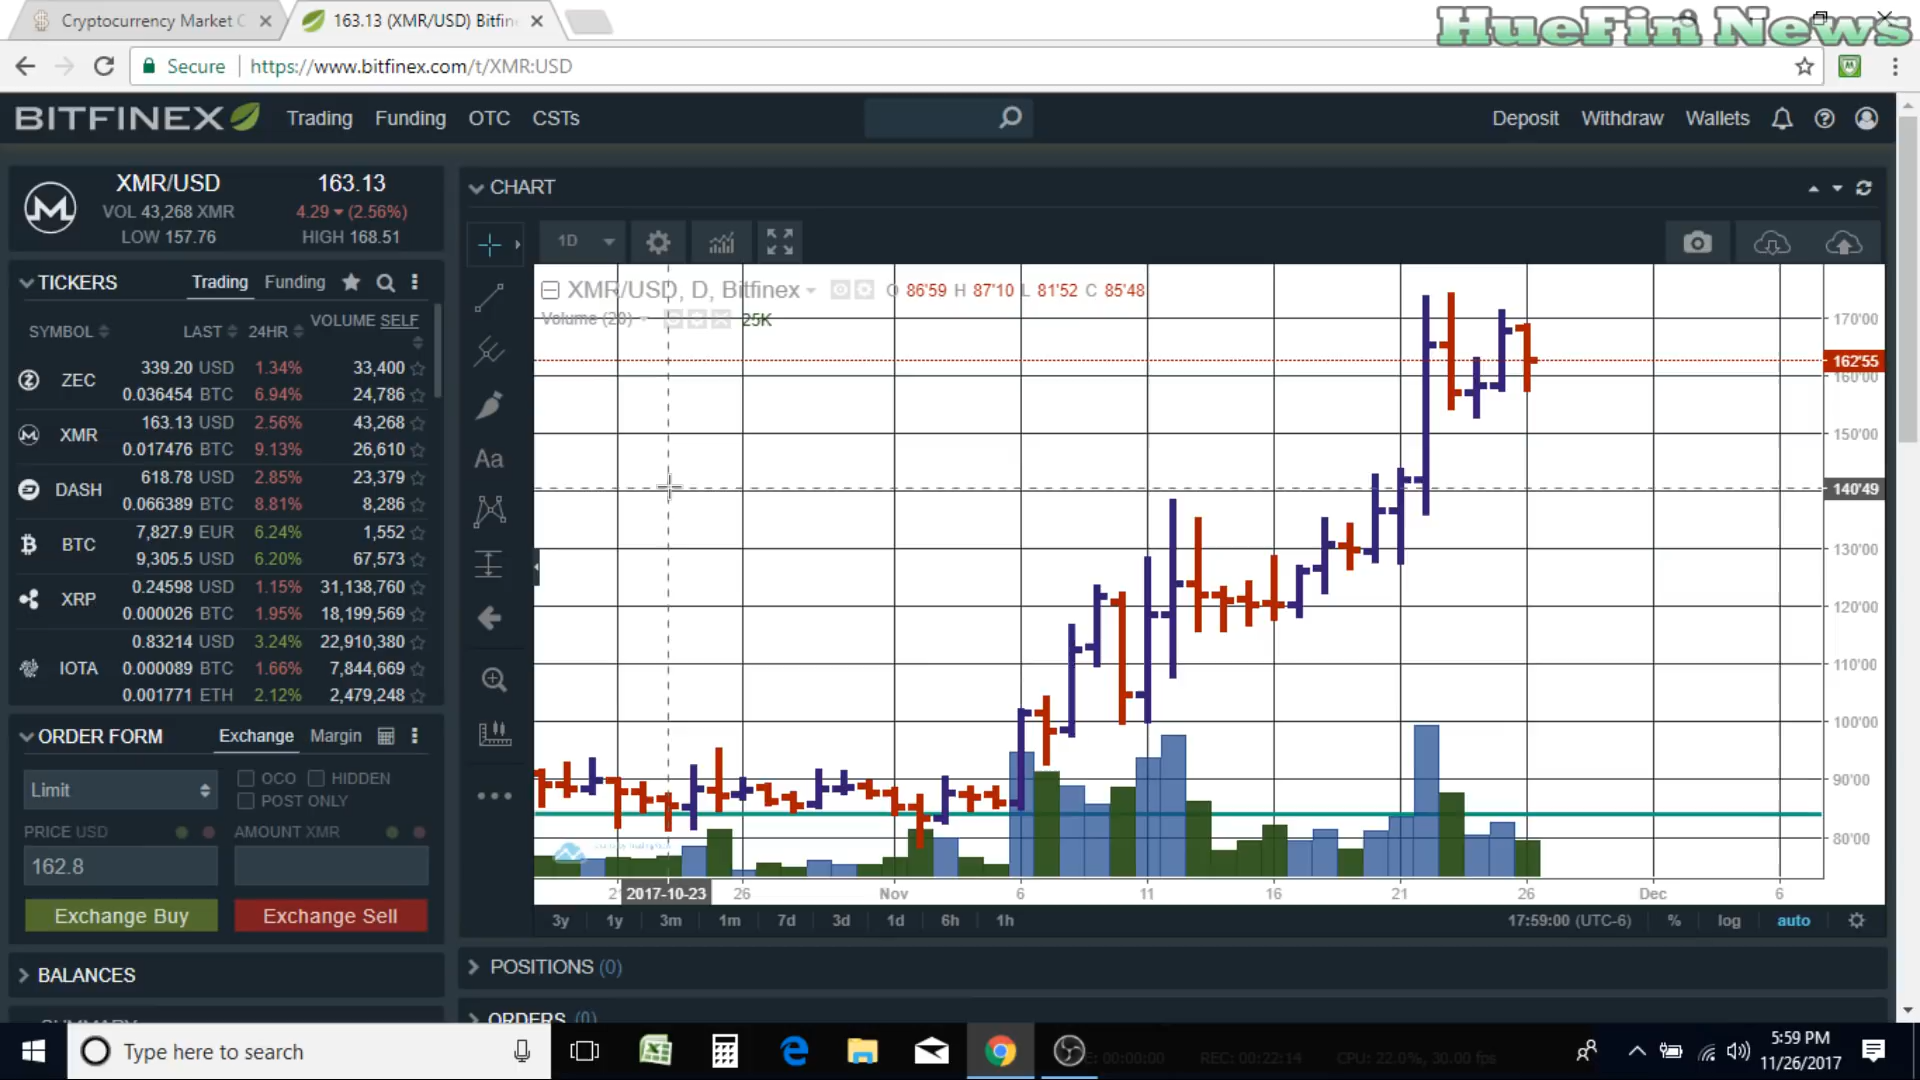 Cryptocurrency Market C
163.13 (XMR/USD) Bitfin
HueFin News
Secure
https://www.bitfinex.com/t/XMR:USD
BITFINEX
Trading Funding OTC CSTs
Deposit Withdraw Wallets
XMR/USD 163.13
VOL 43,268 XMR 4.29 (2.56%)
LOW 157.76 HIGH 168.51
CHART
1D
TICKERS Trading Funding
SYMBOL LAST 24HR VOLUME SELF
ZEC
339.20 USD 1.34% 33,400
0.036454 BTC 6.94% 24,786
XMR
163.13 USD 2.56% 43,268
0.017476 BTC 9.13% 26,610
DASH
618.78 USD 2.85% 23,379
0.066389 BTC 8.81% 8,286
BTC
7,827.9 EUR 6.24% 1,552
9,305.5 USD 6.20% 67,573
XRP
0.24598 USD 1.15% 31,138,760
0.000026 BTC 1.95% 18,199,569
IOTA
0.83214 USD 3.24% 22,910,380
0.000089 BTC 1.66% 7,844,669
0.001771 ETH 2.12% 2,479,248
ORDER FORM Exchange Margin
Limit
OCO HIDDEN
POST ONLY
PRICE USD AMOUNT XMR
162.8
Exchange Buy Exchange Sell
BALANCES
SUMMARY
Aa
XMR/USD, D, Bitfinex O 86'59 H 87'10 L 81'52 C 85'48
Volume (20) 25K
170'00
162'55
160'00
150'00
140'49
130'00
120'00
110'00
100'00
90'00
80'00
2017-10-23 26 Nov 6 11 16 21 26 Dec 6
3y 1y 3m 1m 7d 3d 1d 6h 1h
17:59:00 (UTC-6) % log auto
POSITIONS (0)
ORDERS (0)
Type here to search
REC: 00:22:14 CPU: 22.0%, 30.00 fps
5:59 PM
11/26/2017